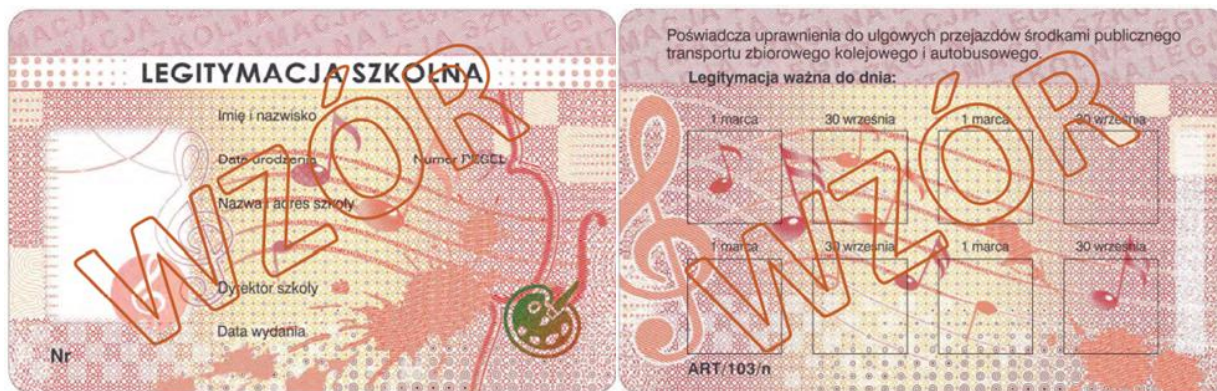 LEGITYMACJA SZKOLNA
Imię i nazwisko
Data urodzenia Numer PESEL
Nazwa i adres szkoły
Dyrektor szkoły
Data wydania
Nr
WZÓR
Poświadcza uprawnienia do ulgowych przejazdów środkami publicznego
transportu zbiorowego kolejowego i autobusowego.
Legitymacja ważna do dnia:
1 marca 30 września 1 marca 30 września
1 marca 30 września 1 marca 30 września
ART/103/n
WZÓR